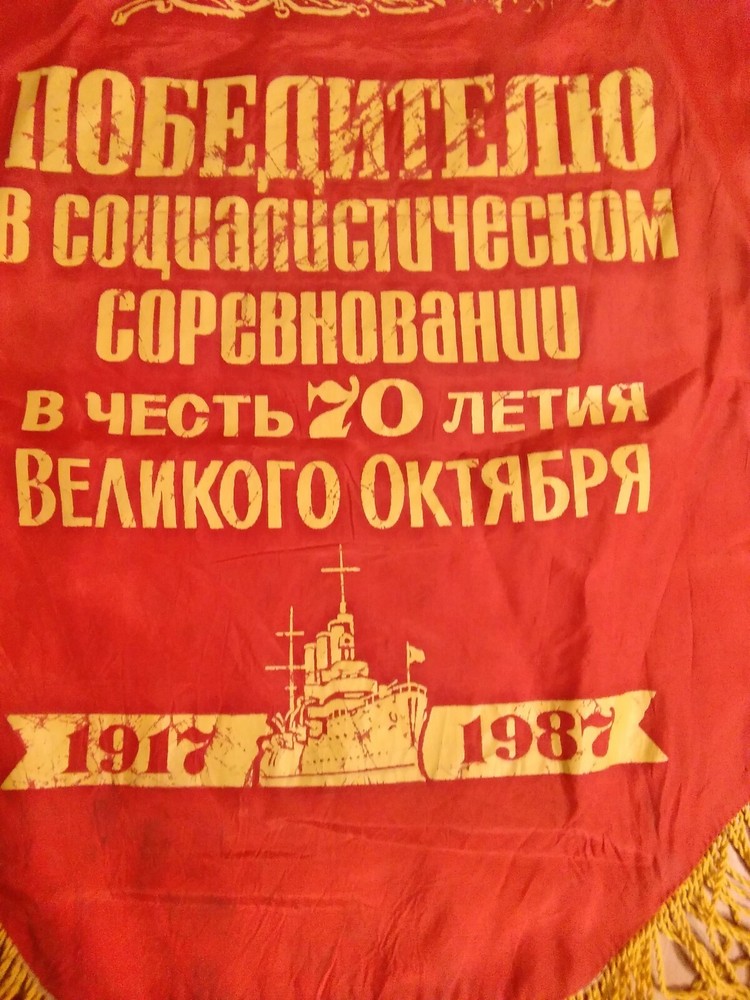 ПОБЕДИТЕЛЮ
В СОЦИАЛИСТИЧЕСКОМ
СОРЕВНОВАНИИ
В ЧЕСТЬ 70 ЛЕТИЯ
ВЕЛИКОГО ОКТЯБРЯ
1917 1987